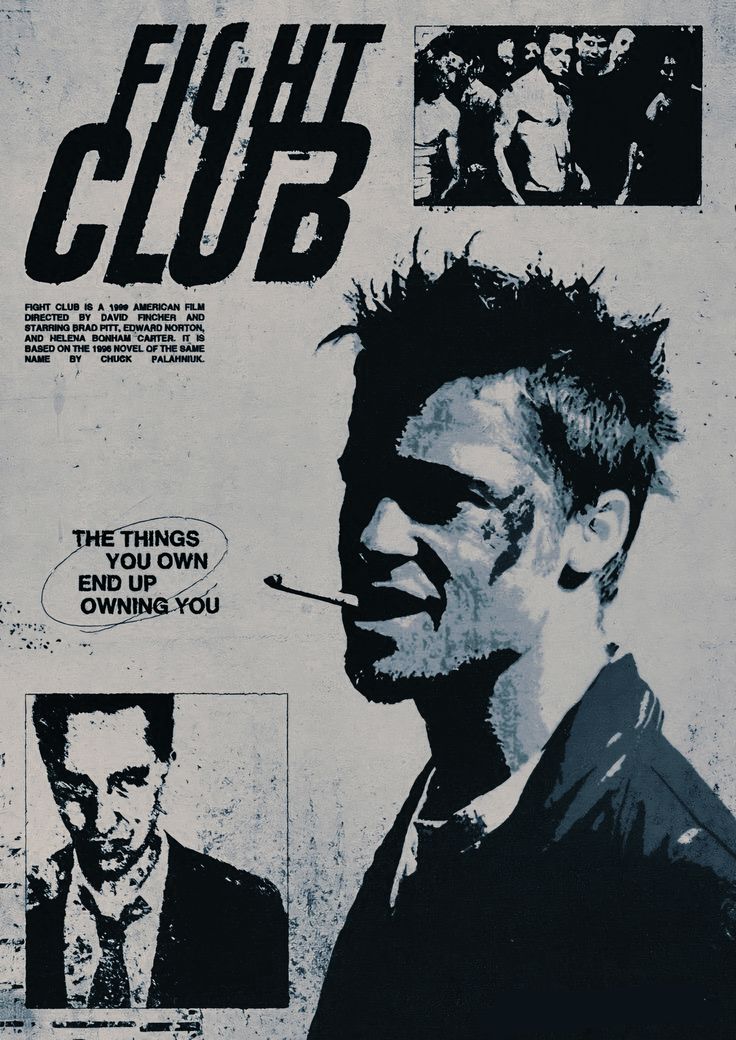 FIGHT
CLUB
FIGHT CLUB IS A 1999 AMERICAN FILM
DIRECTED BY DAVID FINCHER AND
STARRING BRAD PITT, EDWARD NORTON,
AND HELENA BONHAM CARTER. IT IS
BASED ON THE 1996 NOVEL OF THE SAME
NAME BY CHUCK PALAHNIUK.
THE THINGS
YOU OWN
END UP
OWNING YOU